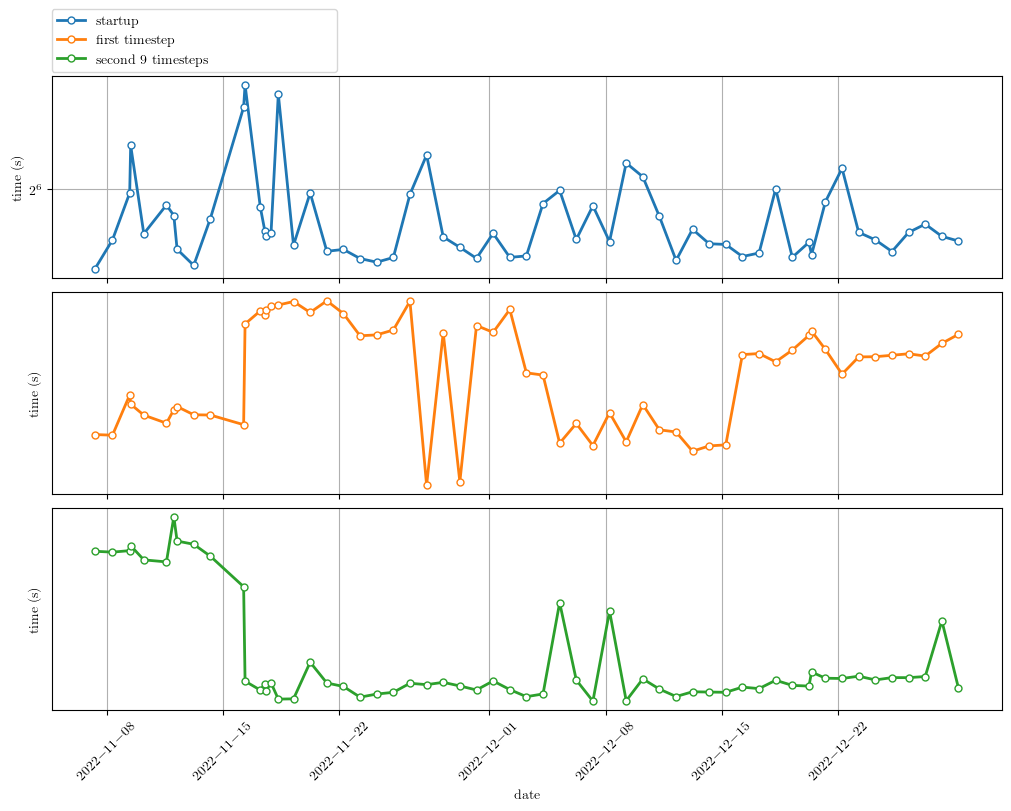 startup
first timestep
second 9 timesteps
time (s)
2⁶
time (s)
time (s)
2022−11−08
2022−11−15
2022−11−22
2022−12−01
2022−12−08
2022−12−15
2022−12−22
date